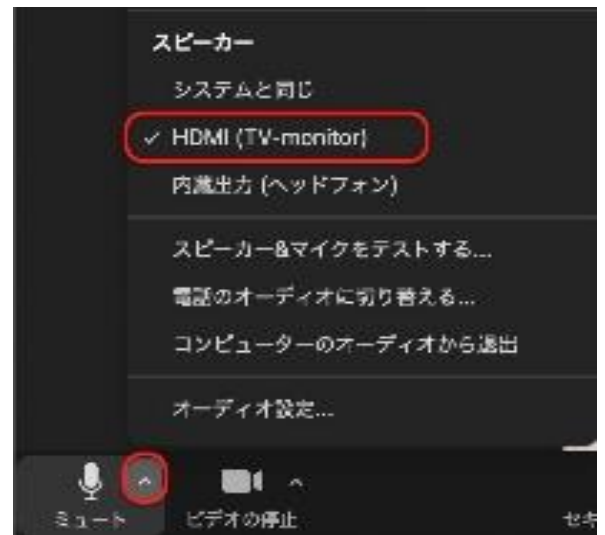 スピーカー
システムと同じ
✓ HDMI (TV-monitor)
内蔵出力 (ヘッドフォン)
スピーカー&マイクをテストする...
電話のオーディオに切り替える...
コンピューターのオーディオから退出
オーディオ設定...
ミュート ビデオの停止 セキ